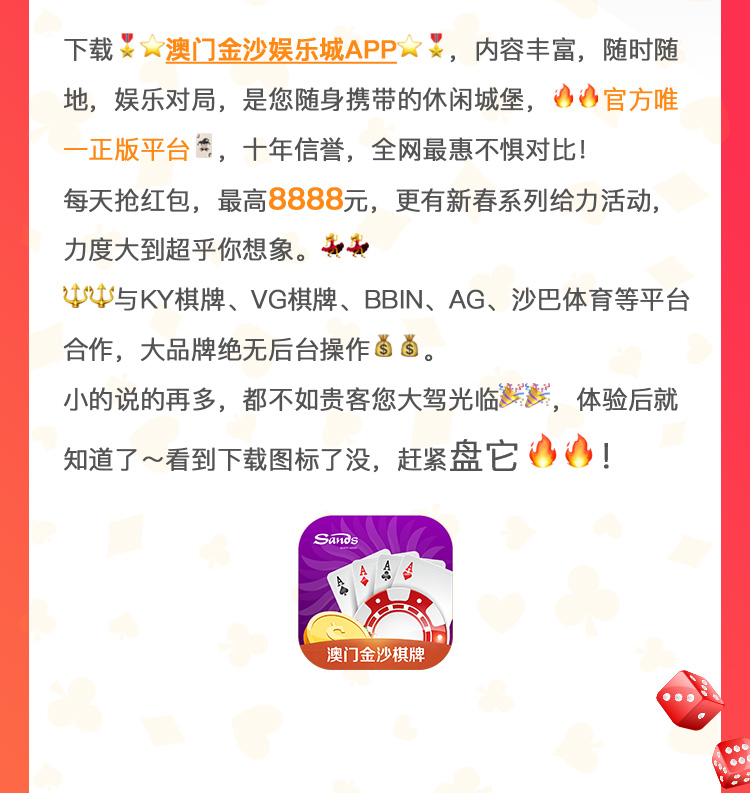 下载🎖️⭐澳门金沙娱乐城APP⭐🎖️，内容丰富，随时随
地，娱乐对局，是您随身携带的休闲城堡，🔥🔥官方唯
一正版平台🃏，十年信誉，全网最惠不惧对比！
每天抢红包，最高8888元，更有新春系列给力活动，
力度大到超乎你想象。💃💃
🔱🔱与KY棋牌、VG棋牌、BBIN、AG、沙巴体育等平台
合作，大品牌绝无后台操作💰💰。
小的说的再多，都不如贵客您大驾光临🎉🎉，体验后就
知道了～看到下载图标了没，赶紧盘它🔥🔥！
Sands
澳门金沙棋牌